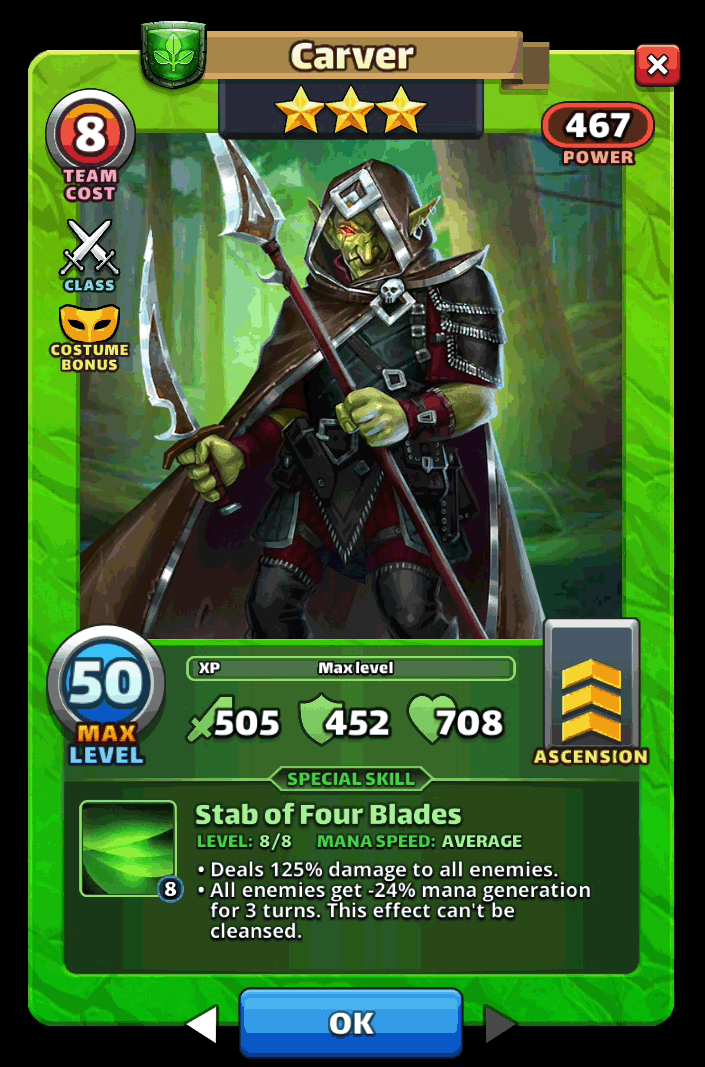 Carver
8
TEAM
COST
467
POWER
CLASS
COSTUME
BONUS
50
MAX
LEVEL
XP Max level
505 452 708
ASCENSION
SPECIAL SKILL
Stab of Four Blades
LEVEL: 8/8 MANA SPEED: AVERAGE
8
• Deals 125% damage to all enemies.
• All enemies get -24% mana generation
for 3 turns. This effect can't be
cleansed.
OK